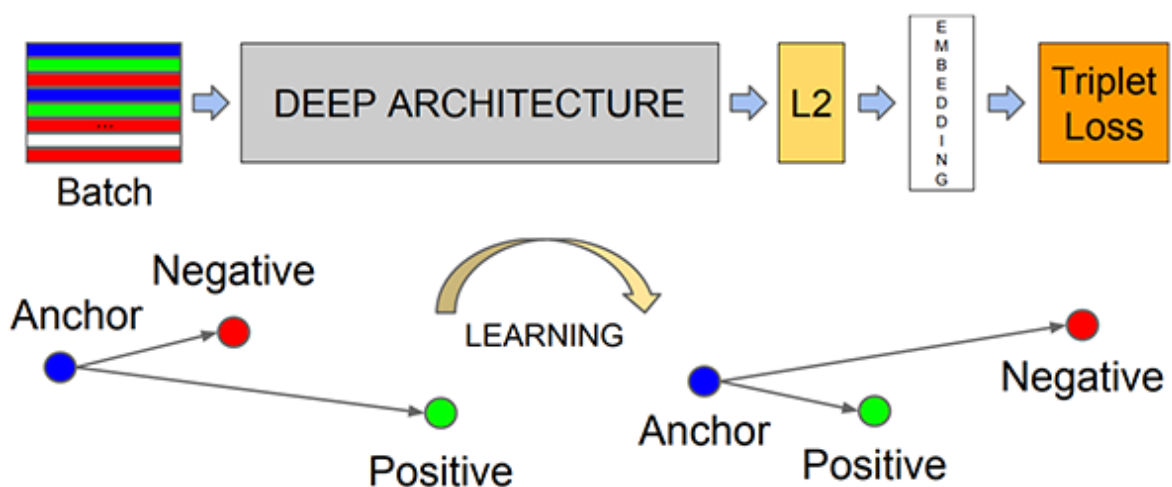 ...
Batch
DEEP ARCHITECTURE
L2
EMBEDDING
Triplet
Loss
Negative
Anchor
Positive
LEARNING
Anchor
Positive
Negative